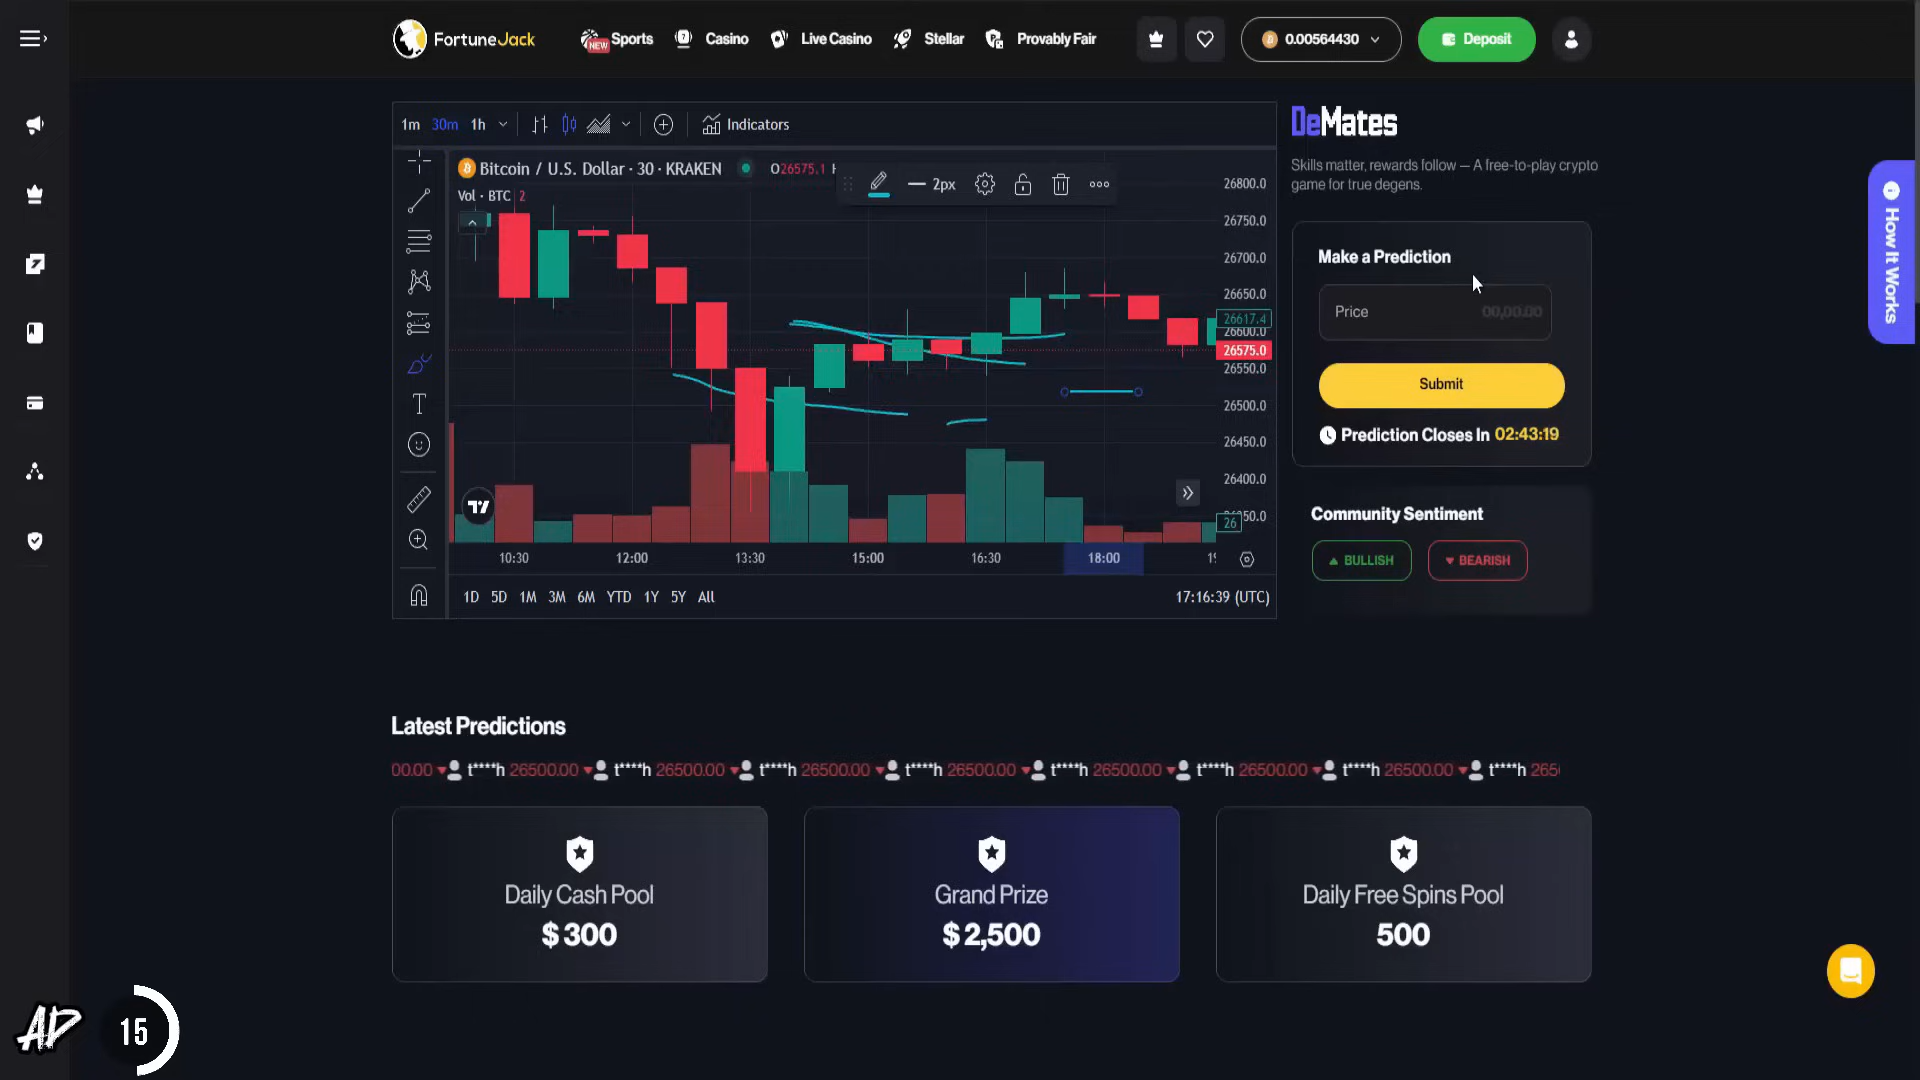 FortuneJack
NEW Sports
Casino
Live Casino
Stellar
Provably Fair
0.00564430
Deposit
1m 30m 1h
Indicators
Bitcoin / U.S. Dollar · 30 · KRAKEN
O26575.1
2px
Vol · BTC 2
26800.0
26750.0
26700.0
26650.0
26617.4
26600.0
26575.0
26550.0
26500.0
26450.0
26400.0
26
10:30 12:00 13:30 15:00 16:30 18:00
1D 5D 1M 3M 6M YTD 1Y 5Y All
17:16:39 (UTC)
DeMates
Skills matter, rewards follow — A free-to-play crypto
game for true degens.
Make a Prediction
Price 00,00.00
Submit
Prediction Closes In 02:43:19
Community Sentiment
BULLISH
BEARISH
How It Works
Latest Predictions
00.00 t****h 26500.00 t****h 26500.00 t****h 26500.00 t****h 26500.00 t****h 26500.00 t****h 26500.00 t****h 26500.00 t****h 265
Daily Cash Pool
$ 300
Grand Prize
$ 2,500
Daily Free Spins Pool
500
AP
15